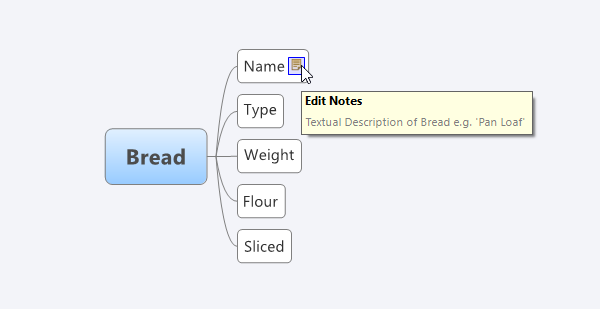 Name
Edit Notes
Textual Description of Bread e.g. `Pan Loaf'
Type
Bread
Weight
Flour
Sliced